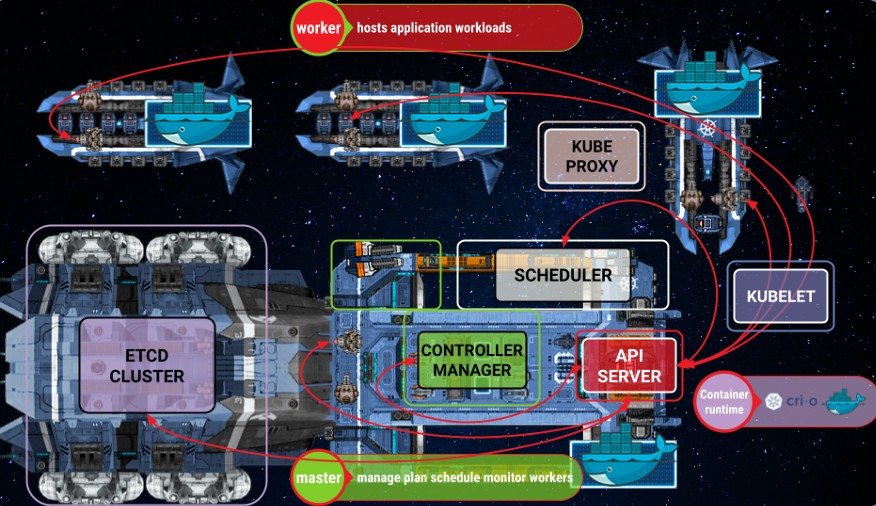 worker
hosts application workloads
KUBE
PROXY
SCHEDULER
KUBELET
ETCD
CLUSTER
CONTROLLER
MANAGER
API
SERVER
Container
runtime
cri-o
master
manage plan schedule monitor workers